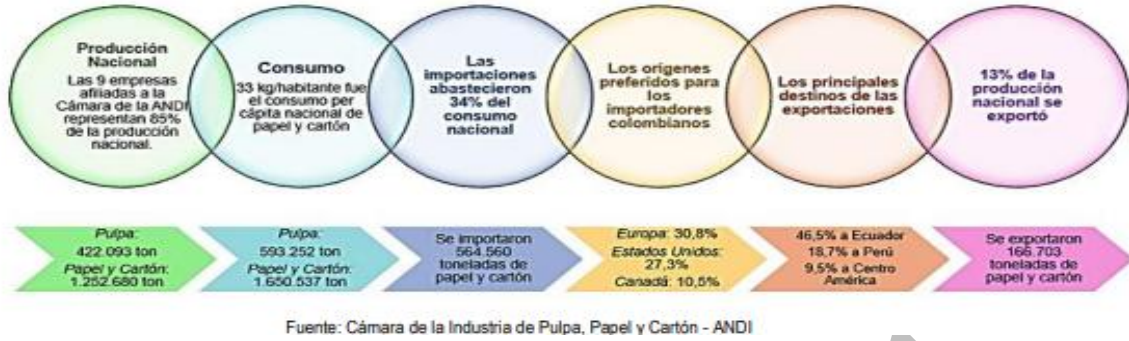 Producción
Nacional
Las 9 empresas
afiliadas a la
Cámara de la ANDI
representan 85%
de la producción
nacional.
Consumo
33 kg/habitante fue
el consumo per
cápita nacional de
papel y cartón
Las
importaciones
abastecieron
34% del
consumo
nacional
Los orígenes
preferidos para
los
importadores
colombianos
Los principales
destinos de las
exportaciones
13% de la
producción
nacional se
exportó
Pulpa:
422.093 ton
Papel y Cartón:
1.252.680 ton
Pulpa:
593.252 ton
Papel y Cartón:
1.650.537 ton
Se importaron
564.560
toneladas de
papel y cartón
Europa: 30,8%
Estados Unidos:
27,3%
Canadá: 10,5%
46,5% a Ecuador
18,7% a Perú
9,5% a Centro
América
Se exportaron
166.703
toneladas de
papel y cartón
Fuente: Cámara de la Industria de Pulpa, Papel y Cartón - ANDI